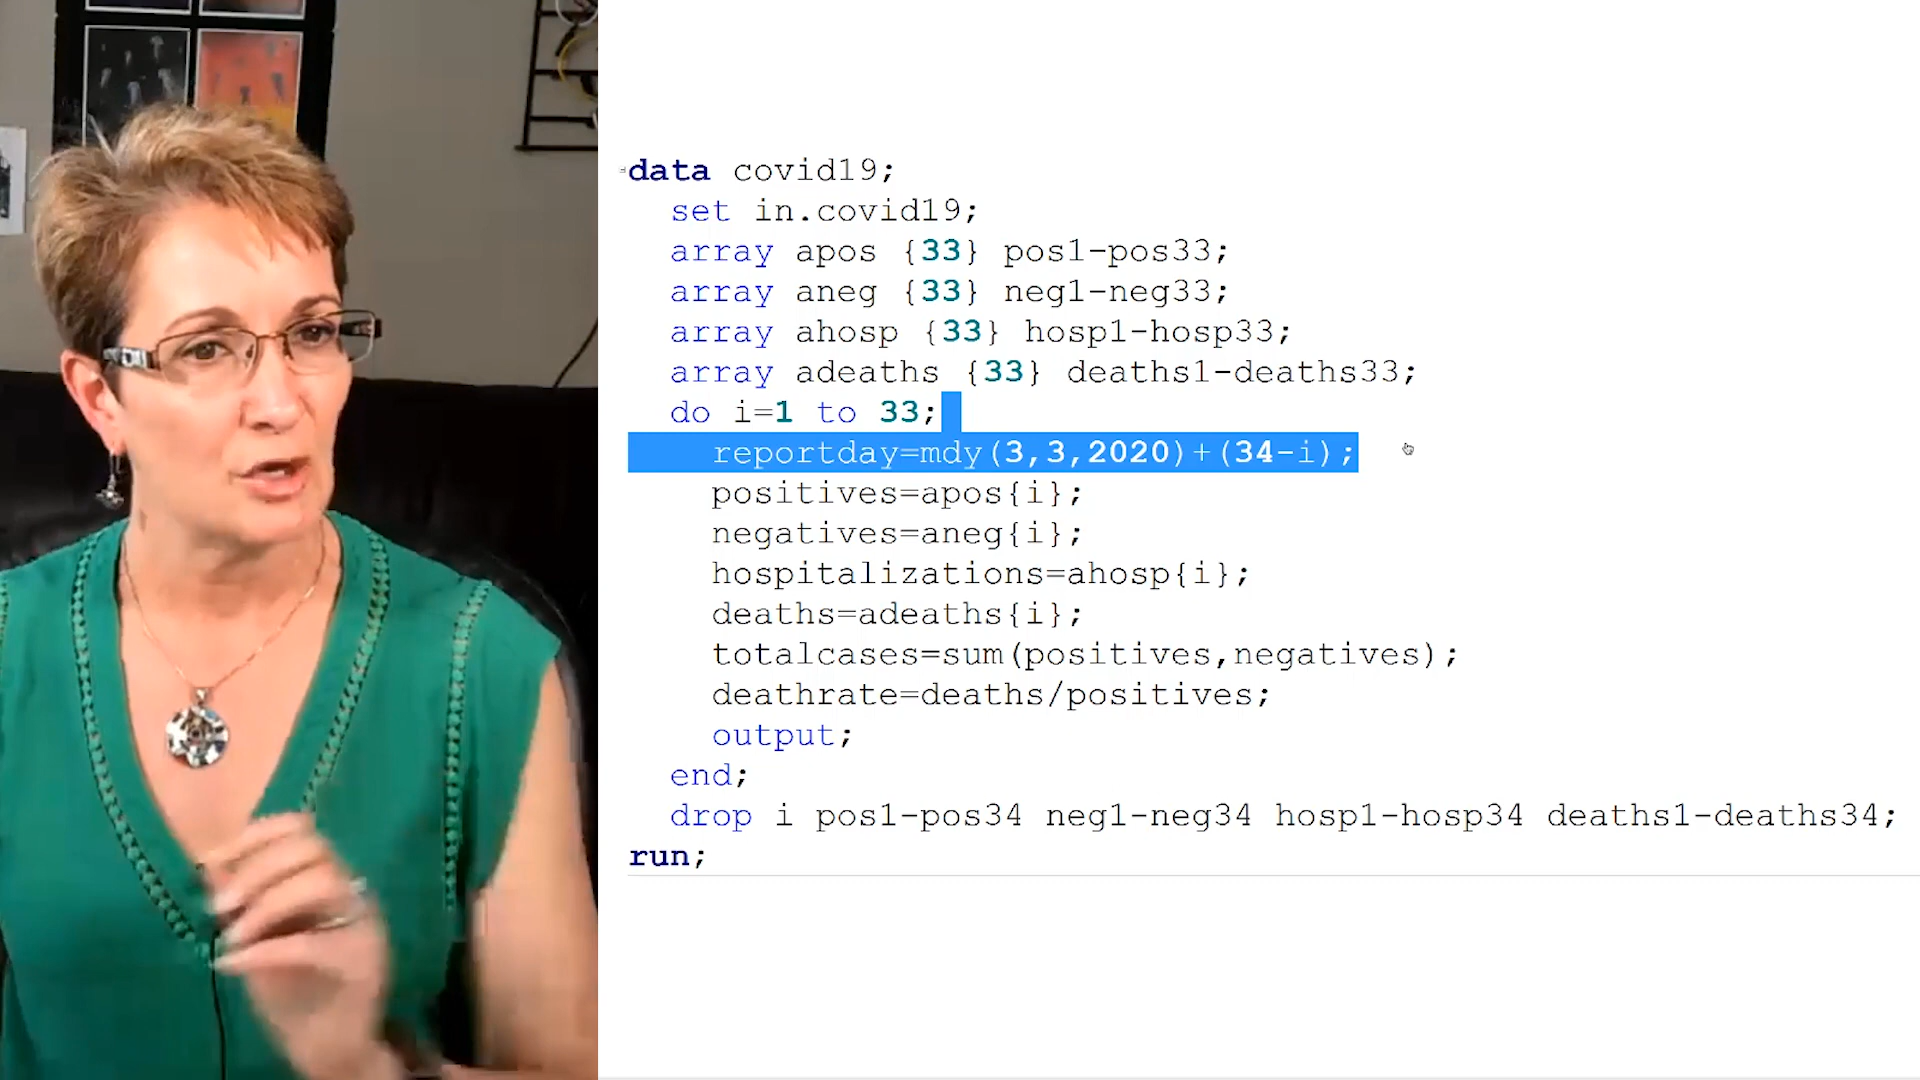 data covid19;
set in.covid19;
array apos {33} pos1-pos33;
array aneg {33} neg1-neg33;
array ahosp {33} hosp1-hosp33;
array adeaths {33} deaths1-deaths33;
do i=1 to 33;
reportday=mdy(3,3,2020)+(34-i);
positives=apos{i};
negatives=aneg{i};
hospitalizations=ahosp{i};
deaths=adeaths{i};
totalcases=sum(positives,negatives);
deathrate=deaths/positives;
output;
end;
drop i pos1-pos34 neg1-neg34 hosp1-hosp34 deaths1-deaths34;
run;